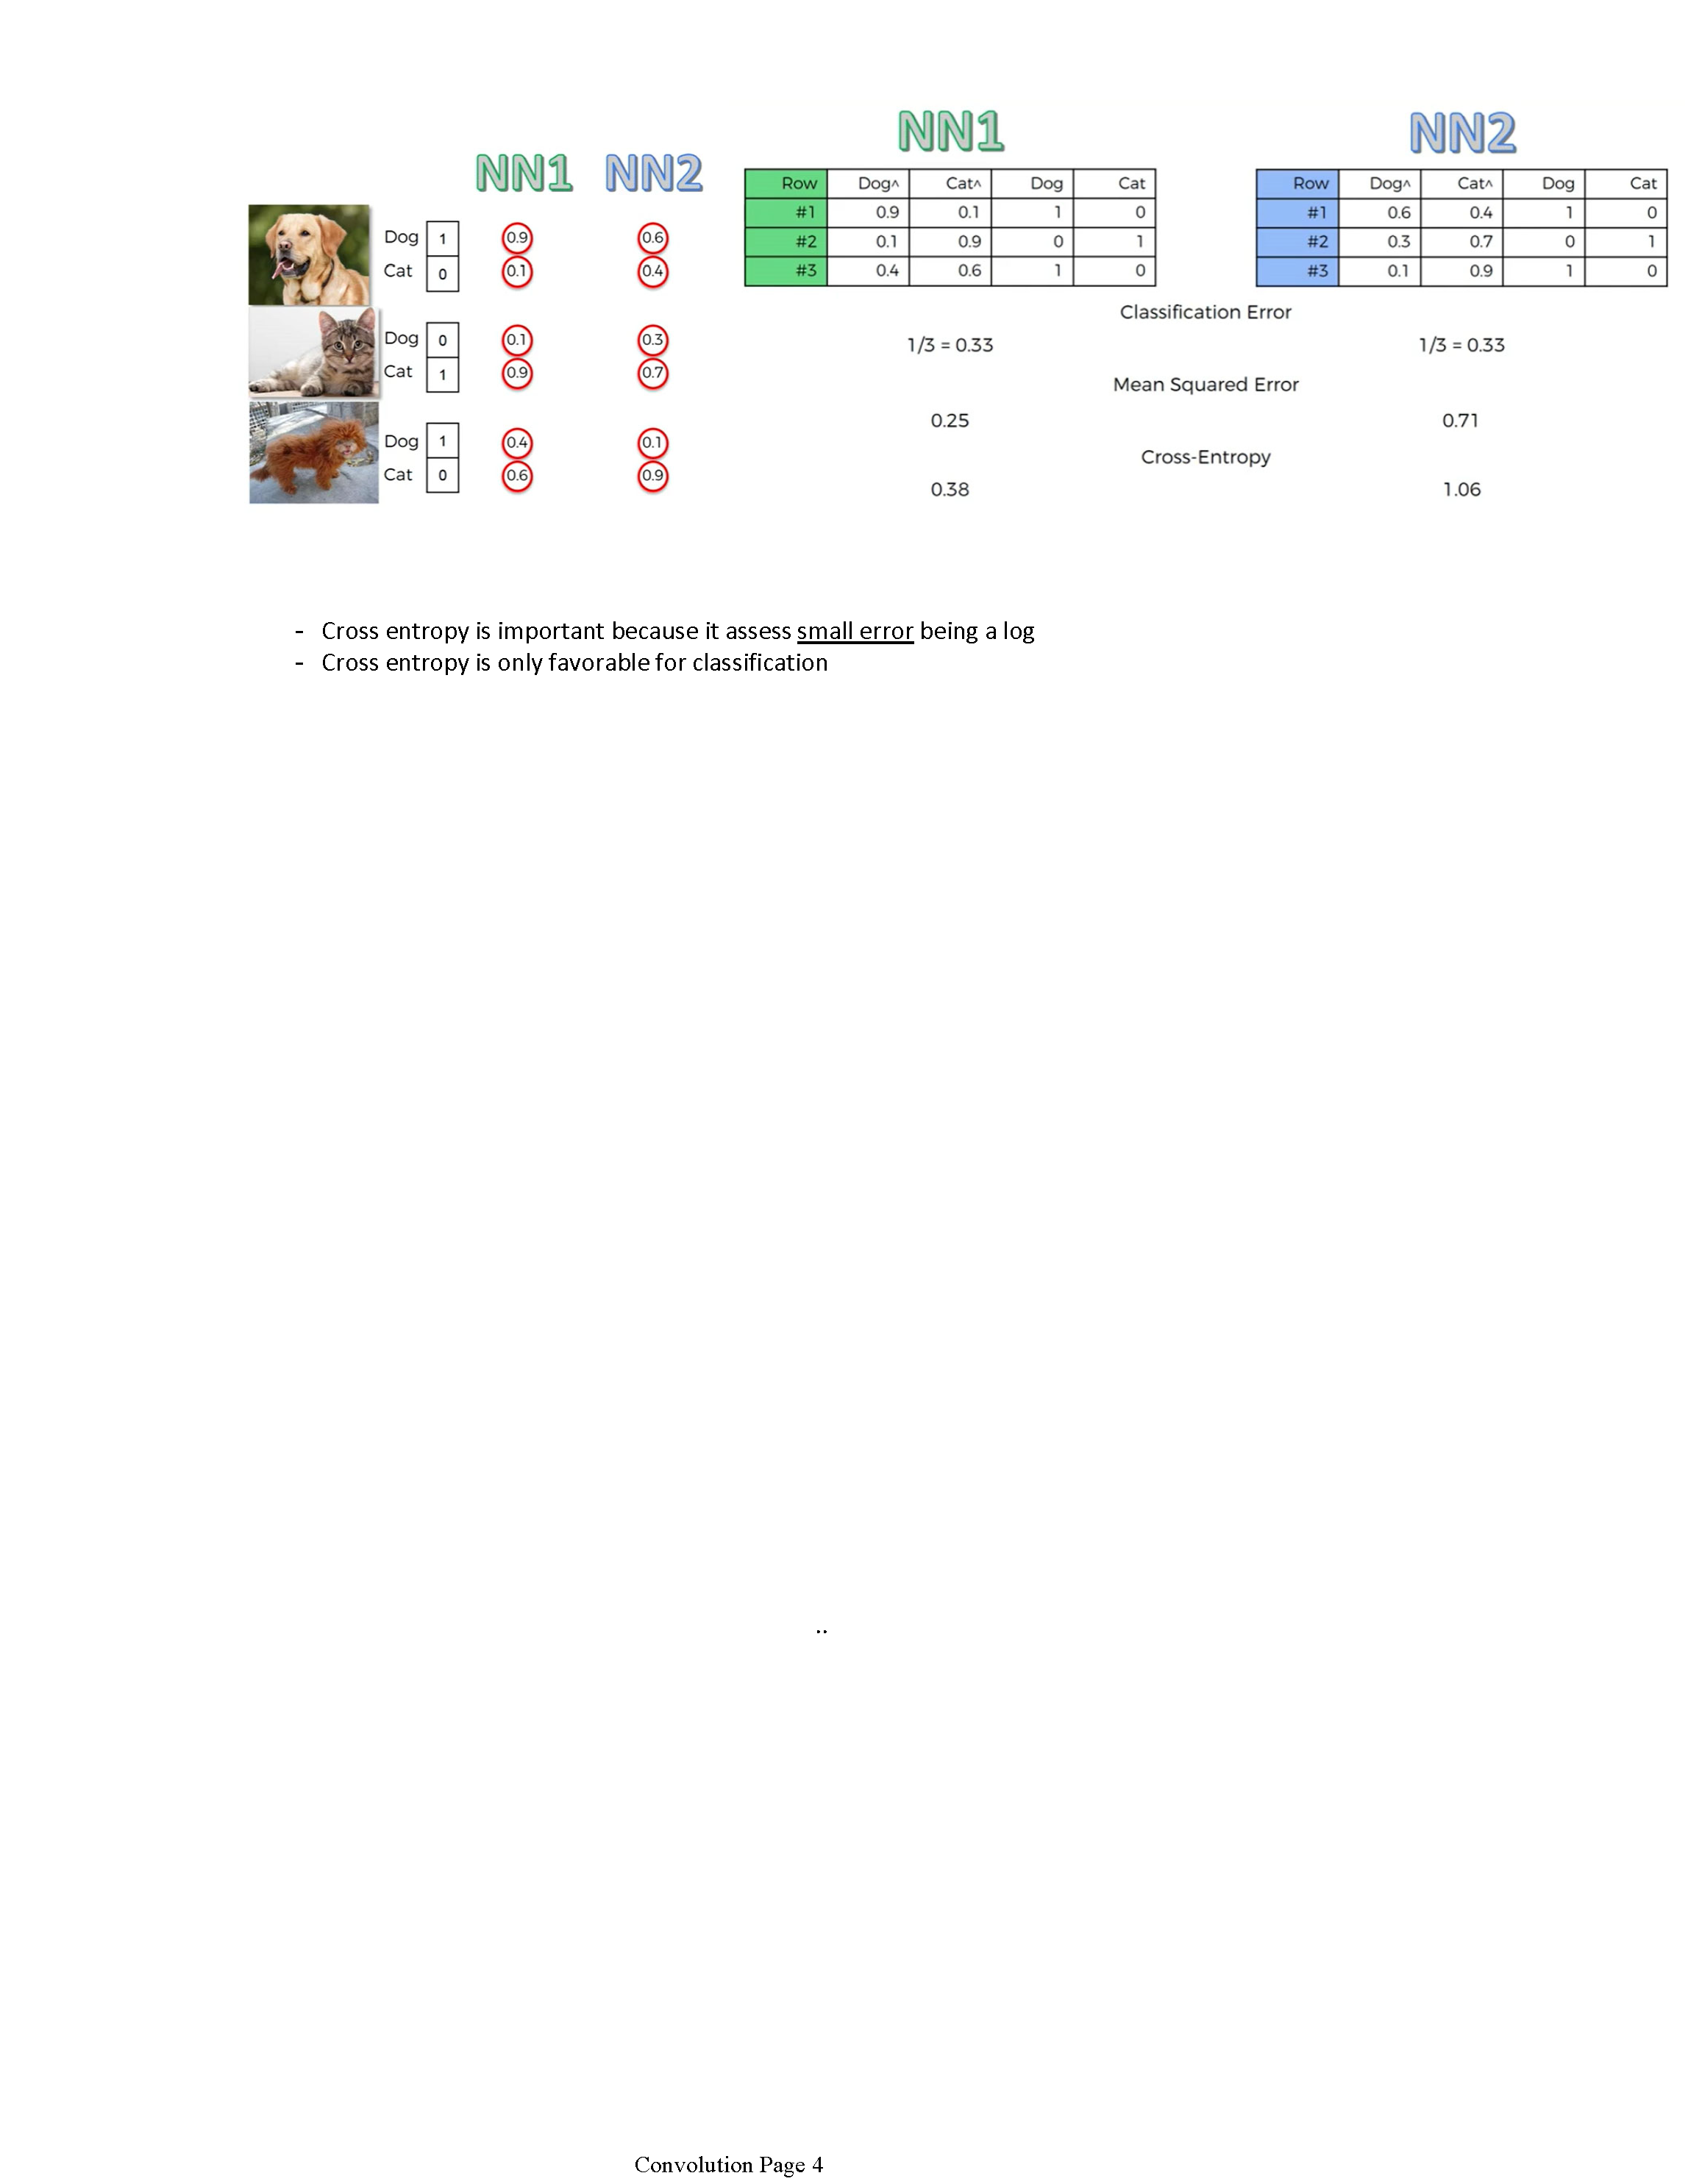 NN1 NN2
Dog 1 0.9 0.6
Cat 0 0.1 0.4
Dog 0 0.1 0.3
Cat 1 0.9 0.7
Dog 1 0.4 0.1
Cat 0 0.6 0.9
NN1 NN2
Row Dog^ Cat^ Dog Cat
#1 0.9 0.1 1 0
#2 0.1 0.9 0 1
#3 0.4 0.6 1 0
Row Dog^ Cat^ Dog Cat
#1 0.6 0.4 1 0
#2 0.3 0.7 0 1
#3 0.1 0.9 1 0
Classification Error
1/3 = 0.33 1/3 = 0.33
Mean Squared Error
0.25 0.71
Cross-Entropy
0.38 1.06
- Cross entropy is important because it assess small error being a log
- Cross entropy is only favorable for classification
..
Convolution Page 4